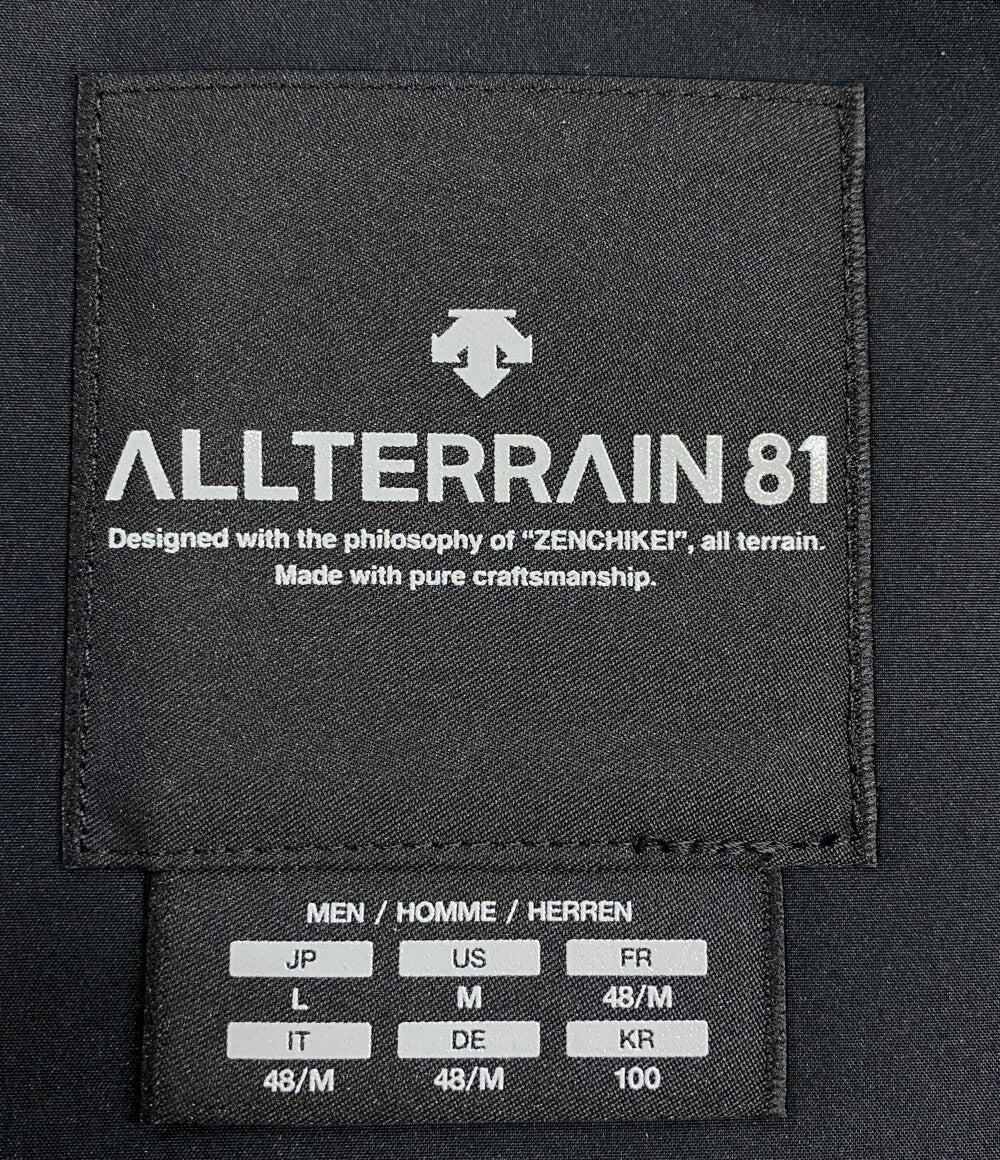 ALLTERRAIN 81
Designed with the philosophy of “ZENCHIKEI”, all terrain.
Made with pure craftsmanship.
MEN / HOMME / HERREN
JP US FR
L M 48/M
IT DE KR
48/M 48/M 100